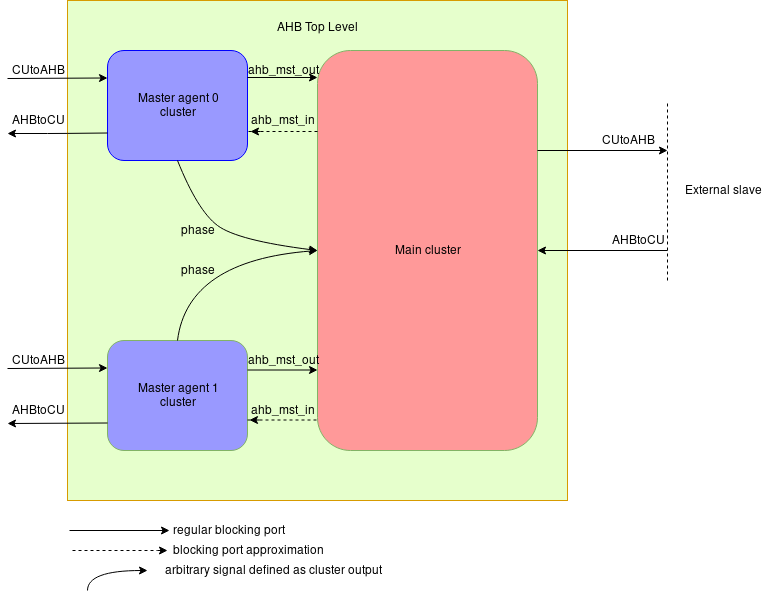 AHB Top Level
CUtoAHB
ahb_mst_out
Master agent 0
cluster
AHBtoCU
ahb_mst_in
CUtoAHB
External slave
phase
AHBtoCU
Main cluster
phase
CUtoAHB
ahb_mst_out
Master agent 1
cluster
AHBtoCU
ahb_mst_in
regular blocking port
blocking port approximation
arbitrary signal defined as cluster output